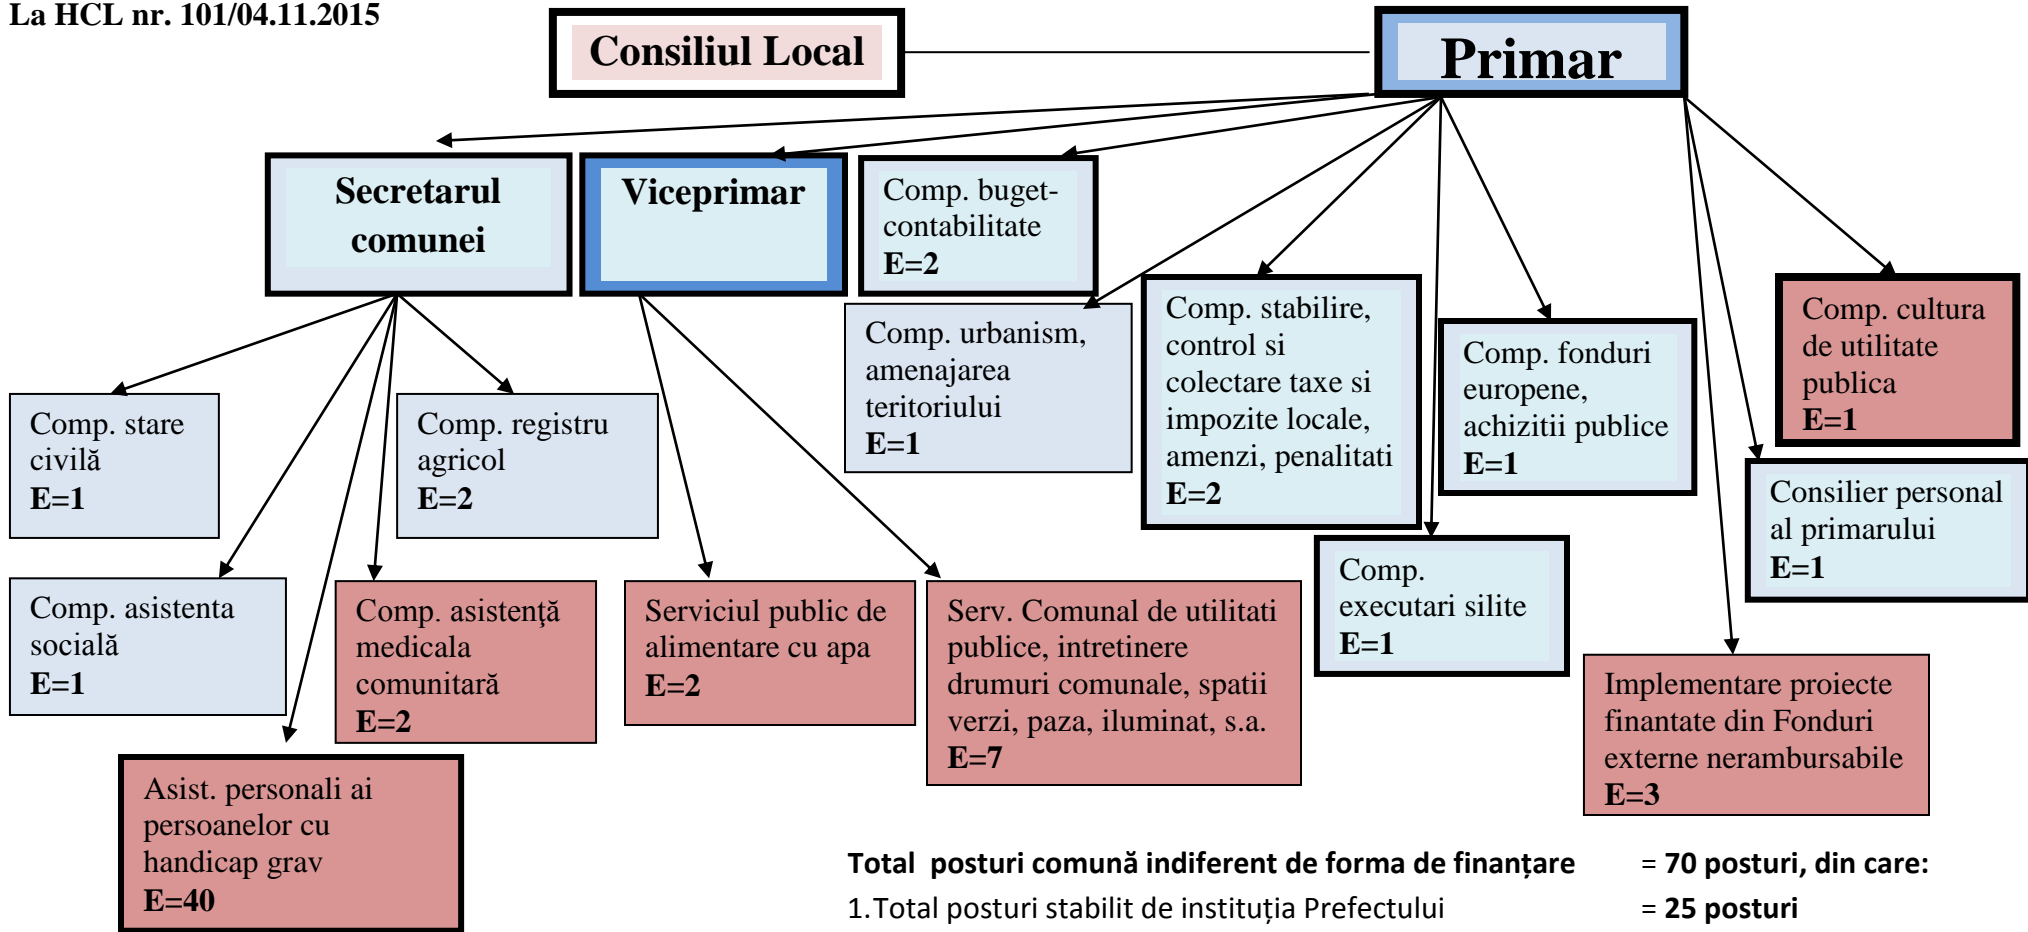 La HCL nr. 101/04.11.2015
Consiliul Local
Primar
Secretarul
comunei
Viceprimar
Comp. buget-
contabilitate
E=2
Comp. urbanism,
amenajarea
teritoriului
E=1
Comp. stabilire,
control si
colectare taxe si
impozite locale,
amenzi, penalitati
E=2
Comp. fonduri
europene,
achizitii publice
E=1
Comp. cultura
de utilitate
publica
E=1
Comp. stare
civilă
E=1
Comp. registru
agricol
E=2
Consilier personal
al primarului
E=1
Comp.
executari silite
E=1
Comp. asistenta
socială
E=1
Comp. asistenţă
medicala
comunitară
E=2
Serviciul public de
alimentare cu apa
E=2
Serv. Comunal de utilitati
publice, intretinere
drumuri comunale, spatii
verzi, paza, iluminat, s.a.
E=7
Implementare proiecte
finantate din Fonduri
externe nerambursabile
E=3
Asist. personali ai
persoanelor cu
handicap grav
E=40
Total posturi comună indiferent de forma de finanțare = 70 posturi, din care:
1.Total posturi stabilit de instituția Prefectului = 25 posturi